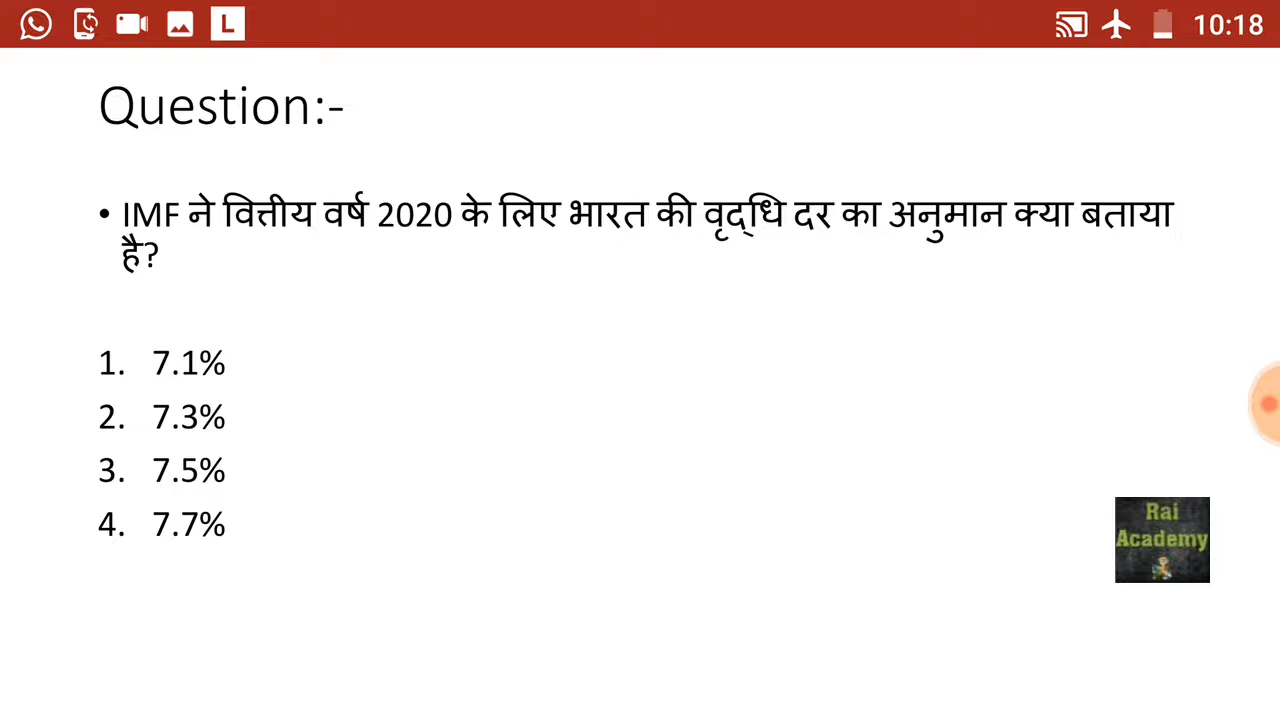 10:18
Question:-
• IMF ने वित्तीय वर्ष 2020 के लिए भारत की वृद्धि दर का अनुमान क्या बताया
है?
1. 7.1%
2. 7.3%
3. 7.5%
4. 7.7%
Rai
Academy